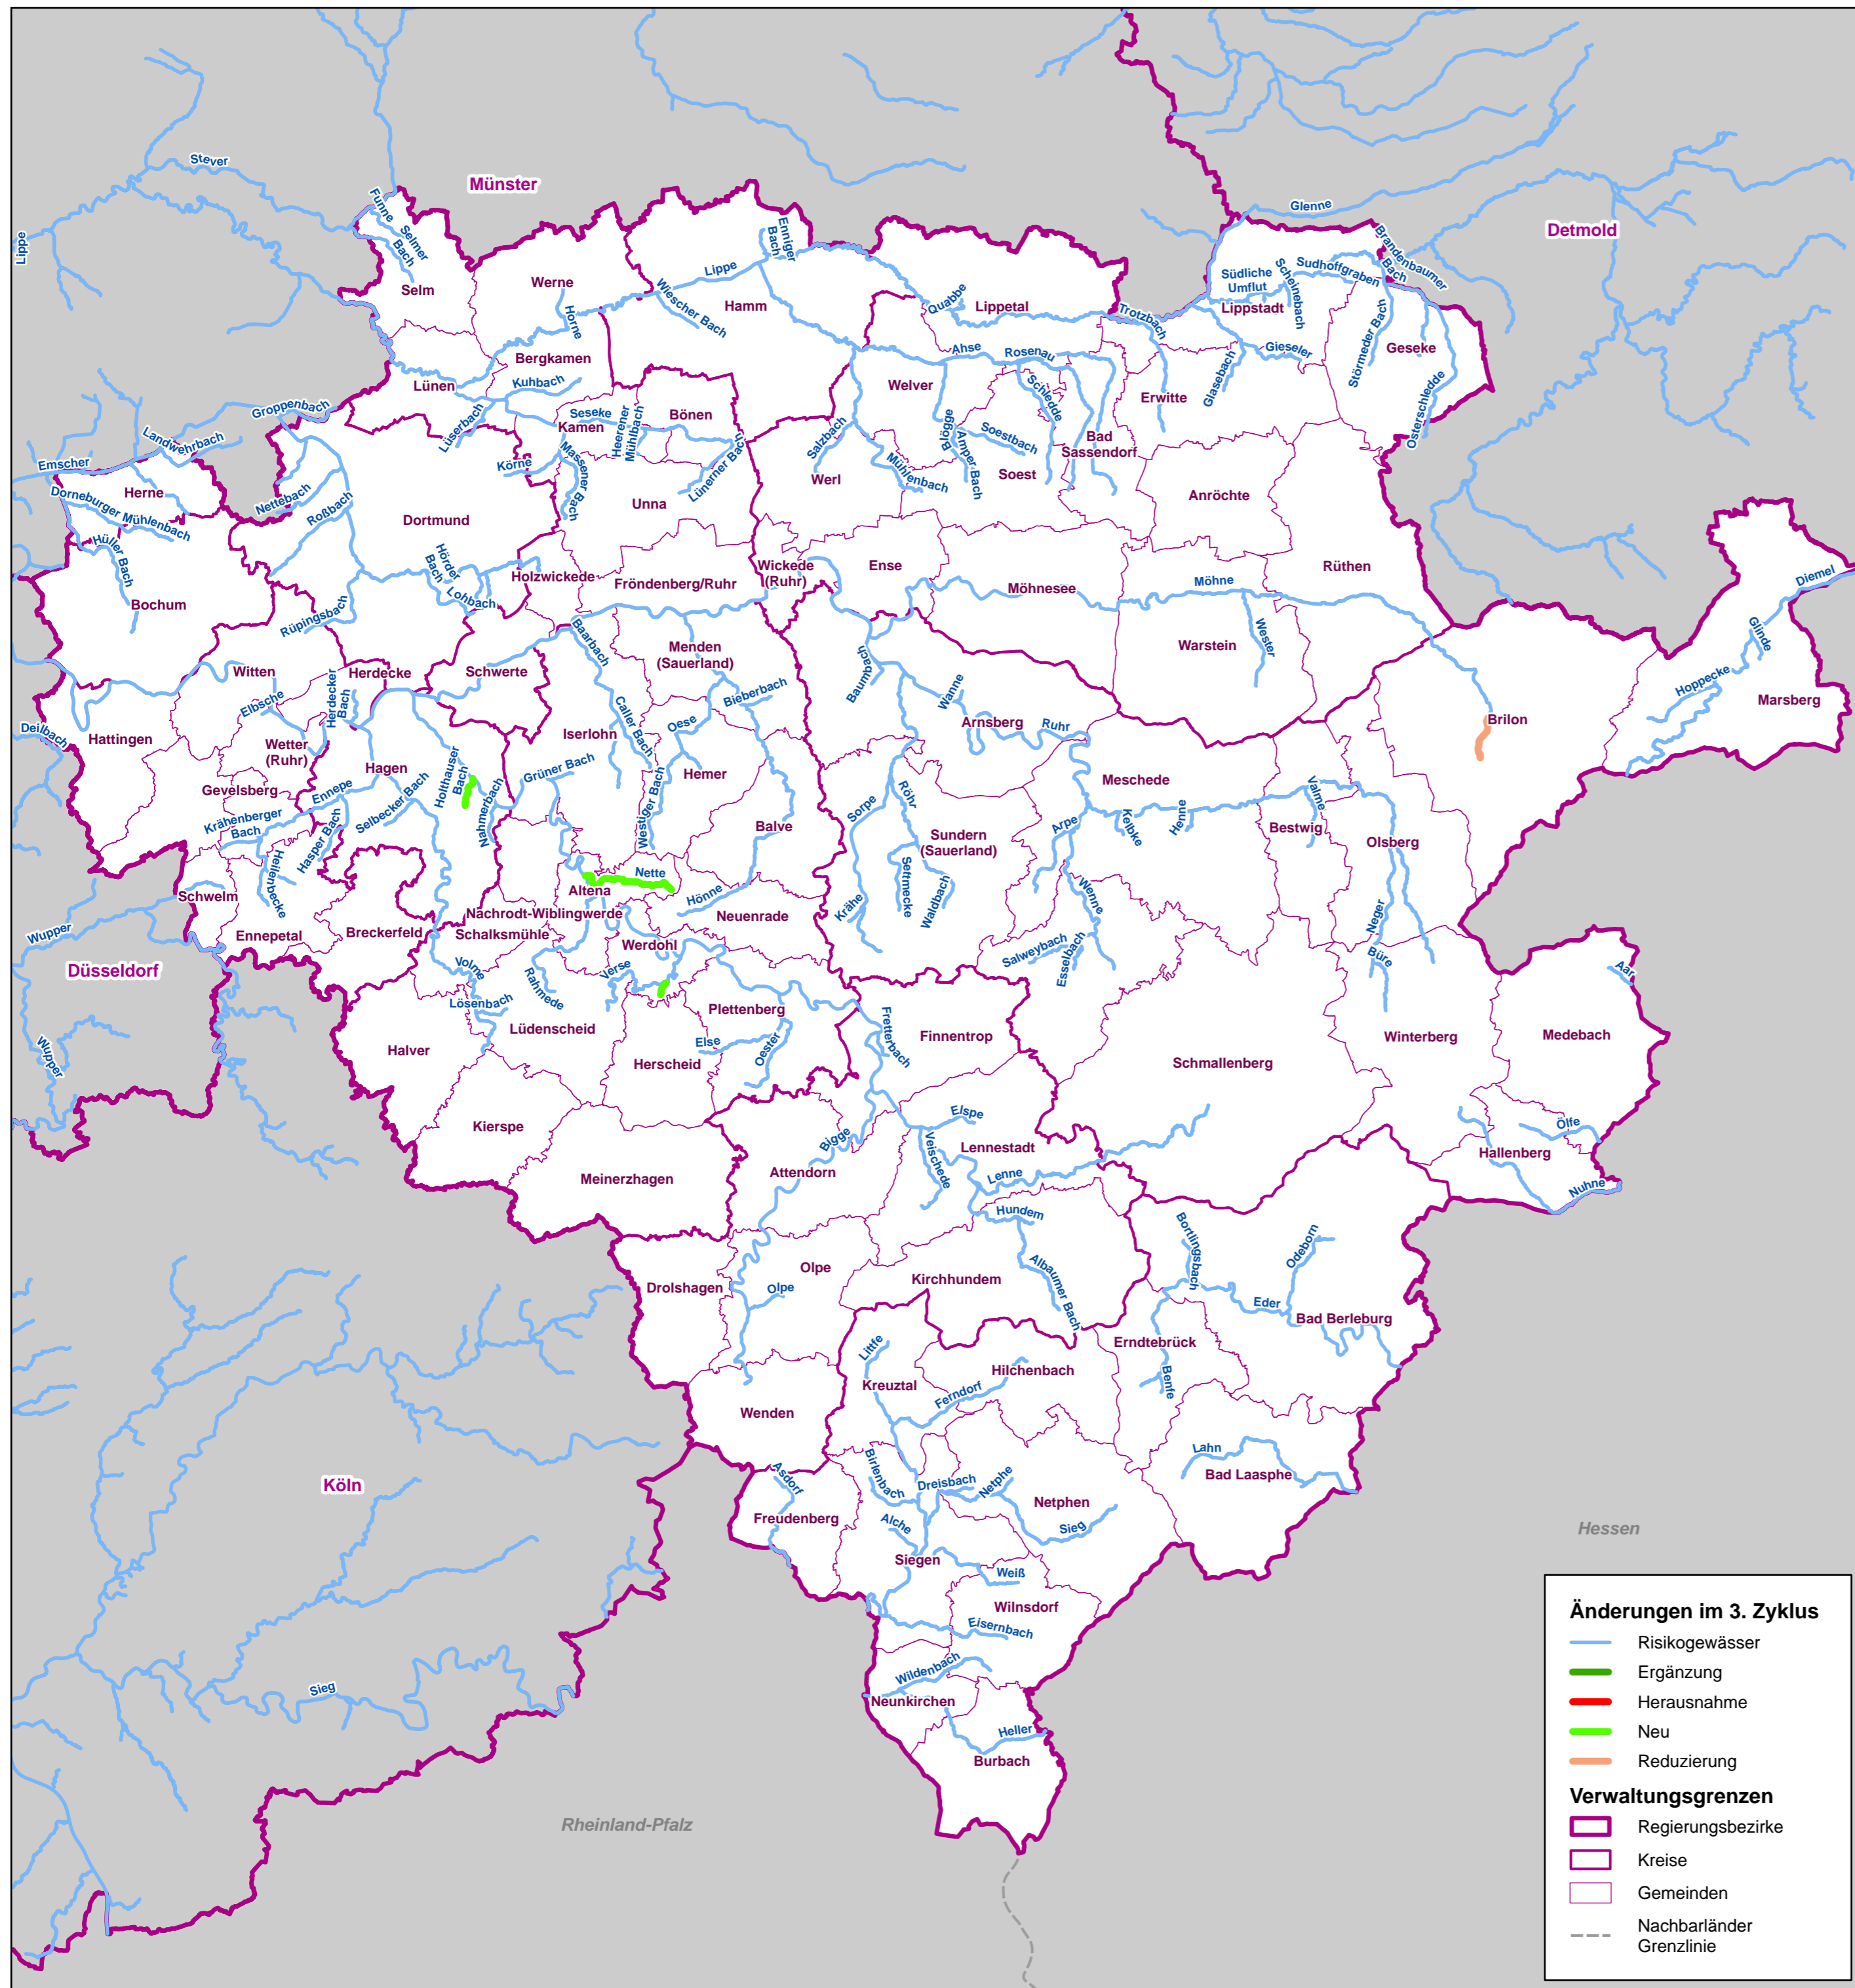 Stever
Münster
Funne
Selmer
Bach
Selm
Lippe
Glenne
Detmold
Brandenbaumer
Bach
Enniger
Bach
Lippe
Werne
Wiescher Bach
Hamm
Horne
Quabbe
Lippetal
Trotzbach
Südliche
Umflut
Scheinebach
Sudhoffgraben
Lippstadt
Störmeder Bach
Geseke
Gieseler
Glasebach
Osterschledde
Bergkamen
Kuhbach
Lünen
Lüserbach
Groppenbach
Landwehrbach
Emscher
Herne
Dorneburger Mühlenbach
Hüller
Bach
Bochum
Nettebach
Roßbach
Dortmund
Seseke
Kamen
Heerener
Mühlbach
Bönen
Körne
Massener Bach
Lünerner Bach
Unna
Ahse
Rosenau
Welver
Schledde
Salzbach
Blögge
Amper Bach
Soestbach
Soest
Bad
Sassendorf
Erwitte
Mühlenbach
Werl
Anröchte
Rüthen
Hörder
Bach
Lohbach
Holzwickede
Fröndenberg/Ruhr
Wickede
(Ruhr)
Ense
Möhnesee
Möhne
Wester
Warstein
Diemel
Glinde
Hoppecke
Marsberg
Brilon
Rüpingsbach
Witten
Herdecke
Herdecker
Bach
Elbsche
Schwerte
Baarbach
Menden
(Sauerland)
Bieberbach
Baumbach
Wanne
Arnsberg
Ruhr
Deilbach
Hattingen
Wetter
(Ruhr)
Hagen
Gevelsberg
Ennepe
Krähenberger
Bach
Hasper Bach
Selbecker Bach
Holthauser
Bach
Nahmerbach
Grüner Bach
Iserlohn
Caller Bach
Oese
Hemer
Westiger Bach
Balve
Sorpe
Röhr
Sundern
(Sauerland)
Settmecke
Waldbach
Krähe
Meschede
Arpe
Kelbke
Henne
Valme
Bestwig
Olsberg
Wenne
Neger
Büre
Salweybach
Esselbach
Heilenbecke
Schwelm
Ennepetal
Breckerfeld
Wupper
Düsseldorf
Wupper
Nette
Altena
Hönne
Neuenrade
Nachrodt-Wiblingwerde
Schalksmühle
Werdohl
Volme
Rahmede
Verse
Lösenbach
Lüdenscheid
Plettenberg
Else
Oester
Herscheid
Halver
Kierspe
Meinerzhagen
Fretterbach
Finnentrop
Schmallenberg
Winterberg
Aar
Medebach
Ölfe
Hallenberg
Nuhne
Bigge
Attendorn
Elspe
Veischede
Lennestadt
Lenne
Hundem
Albaumer Bach
Kirchhundem
Olpe
Olpe
Drolshagen
Wenden
Bortlingsbach
Odeborn
Eder
Bad Berleburg
Erndtebrück
Benfe
Littfe
Kreuztal
Ferndorf
Hilchenbach
Lahn
Bad Laasphe
Birlenbach
Dreisbach
Netphe
Netphen
Sieg
Asdorf
Freudenberg
Alche
Siegen
Weiß
Wilnsdorf
Eisernbach
Wildenbach
Neunkirchen
Heller
Burbach
Köln
Sieg
Hessen
Rheinland-Pfalz
Änderungen im 3. Zyklus
Risikogewässer
Ergänzung
Herausnahme
Neu
Reduzierung
Verwaltungsgrenzen
Regierungsbezirke
Kreise
Gemeinden
Nachbarländer
Grenzlinie